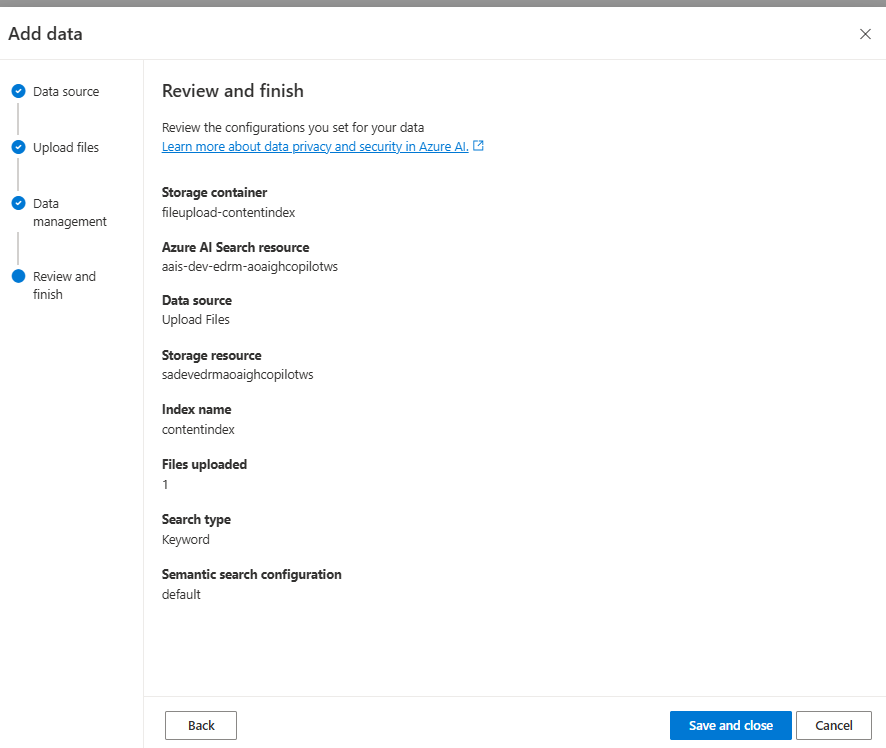 Add data
Data source
Upload files
Data
management
Review and
finish
Review and finish
Review the configurations you set for your data
Learn more about data privacy and security in Azure AI.
Storage container
fileupload-contentindex
Azure AI Search resource
aais-dev-edrm-aoaighcopilotws
Data source
Upload Files
Storage resource
sadevedrmaoaighcopilotws
Index name
contentindex
Files uploaded
1
Search type
Keyword
Semantic search configuration
default
Back
Save and close
Cancel